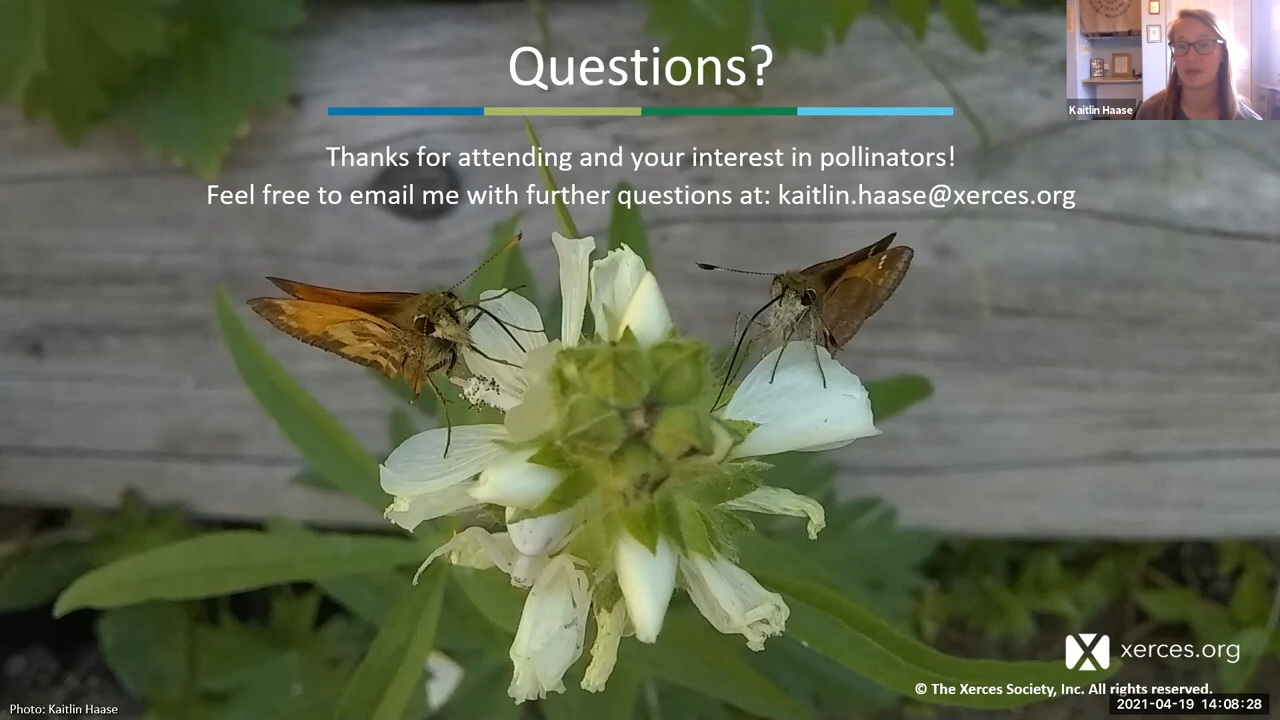 Questions?
Kaitlin Haase
Thanks for attending and your interest in pollinators!
Feel free to email me with further questions at: kaitlin.haase@xerces.org
xerces.org
© The Xerces Society, Inc. All rights reserved.
2021-04-19 14:08:28
Photo: Kaitlin Haase